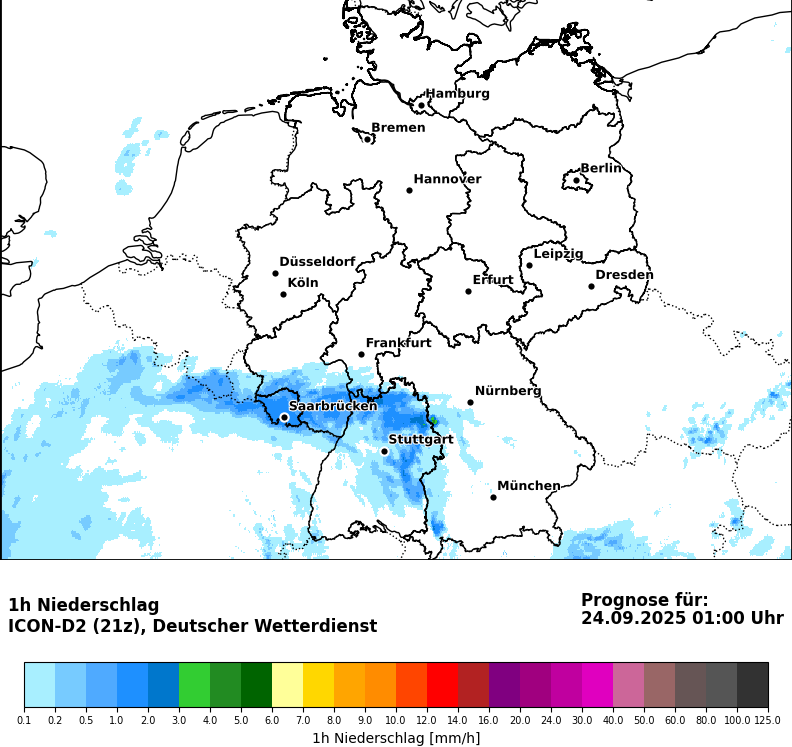 Hamburg
Bremen
Berlin
Hannover
Leipzig
Düsseldorf
Dresden
Köln
Erfurt
Frankfurt
Nürnberg
Saarbrücken
Stuttgart
München
1h Niederschlag
ICON-D2 (21z), Deutscher Wetterdienst
Prognose für:
24.09.2025 01:00 Uhr
0.1 0.2 0.5 1.0 2.0 3.0 4.0 5.0 6.0 7.0 9.0 10.0 12.0 14.0 16.0 20.0 24.0 30.0 40.0 50.0 60.0 80.0 100.0 125.0
1h Niederschlag [mm/h]